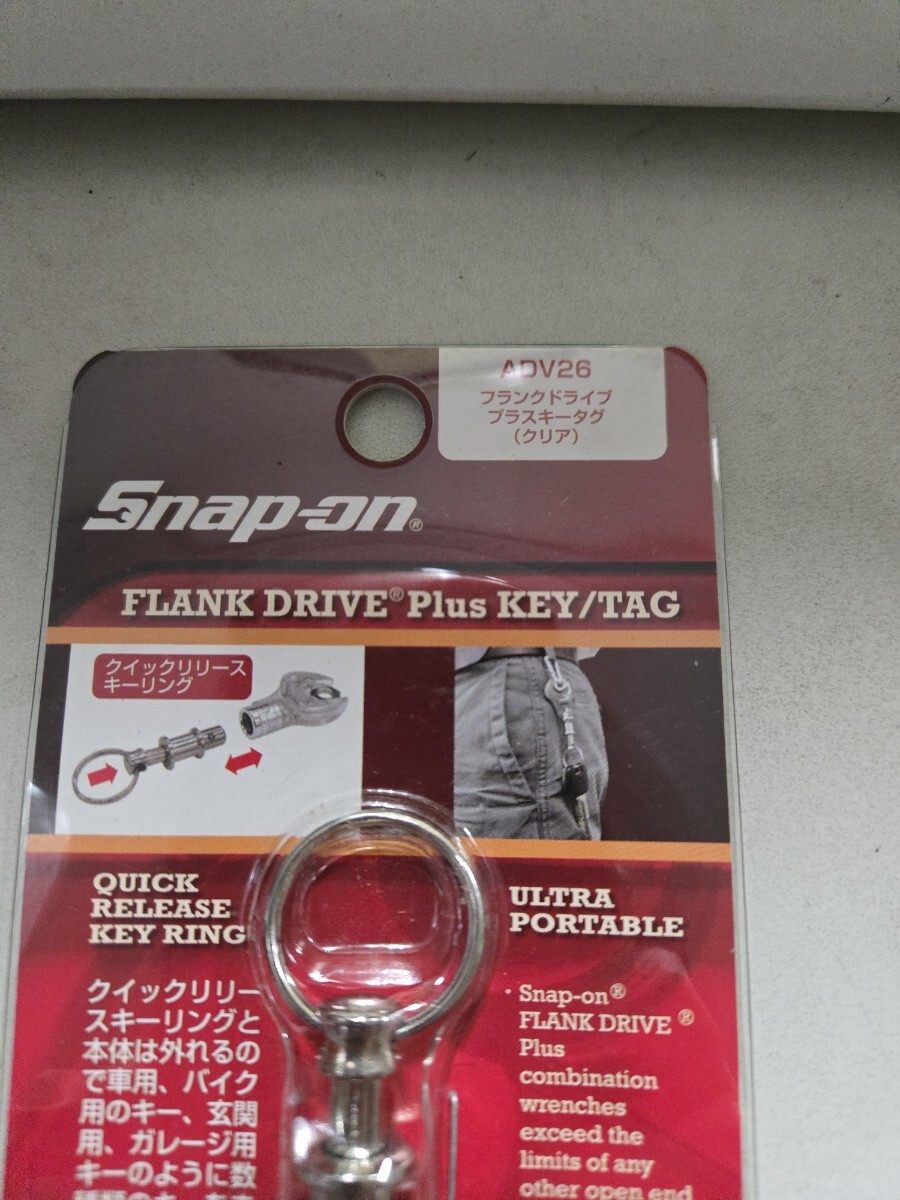 ADV26
フランクドライブ
プラスキータグ
(クリア)
Snap-on®
FLANK DRIVE® Plus KEY/TAG
クイックリリース
キーリング
QUICK
RELEASE
KEY RING
クイックリリー
スキーリングと
本体は外れるの
で車用、バイク
用のキー、玄関
用、ガレージ用
キーのように数
ULTRA
PORTABLE
・Snap-on®
FLANK DRIVE®
Plus
combination
wrenches
exceed the
limits of any
other open end